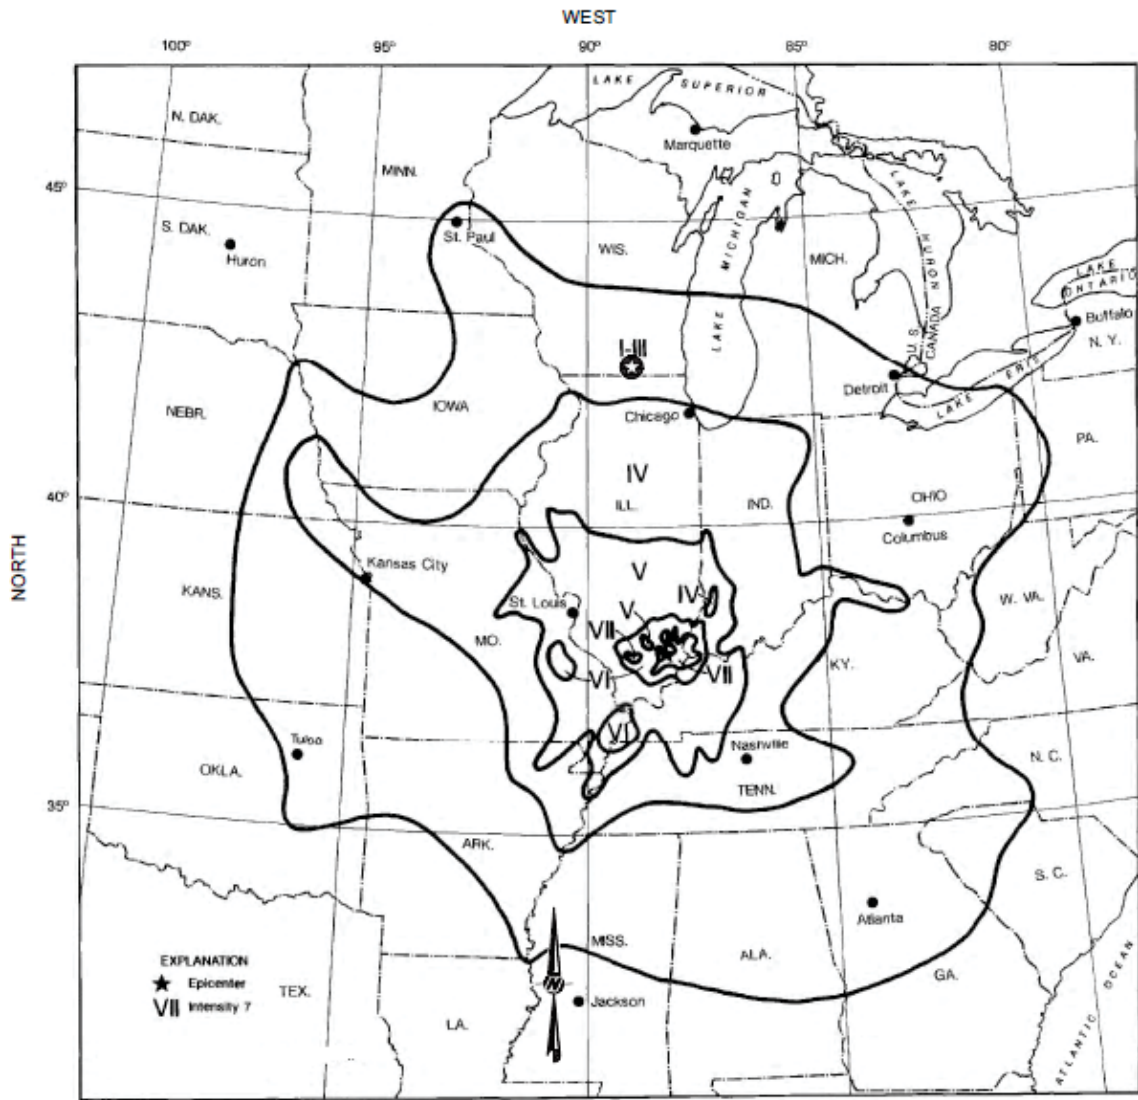 WEST
100° 95° 90° 85° 80°
LAKE SUPERIOR
N. DAK.
Marquette
MINN.
45°
S. DAK.
St. Paul
WIS.
LAKE MICHIGAN
MICH.
LAKE HURON
Huron
LAKE ONTARIO
Buffalo
N. Y.
U.S.
CANADA
I-III
Detroit
LAKE ERIE
NEBR.
IOWA
Chicago
PA.
IV
40°
ILL.
IND.
OHIO
Columbus
NORTH
Kansas City
KANS.
V
IV
St. Louis
V
W. VA.
VII
MO.
KY.
VA.
VI
VII
VI
Tulsa
Nashville
N. C.
OKLA.
TENN.
35°
ARK.
S. C.
Atlanta
MISS.
ALA.
EXPLANATION
Epicenter
VII Intensity 7
TEX.
N
Jackson
GA.
LA.
ATLANTIC OCEAN